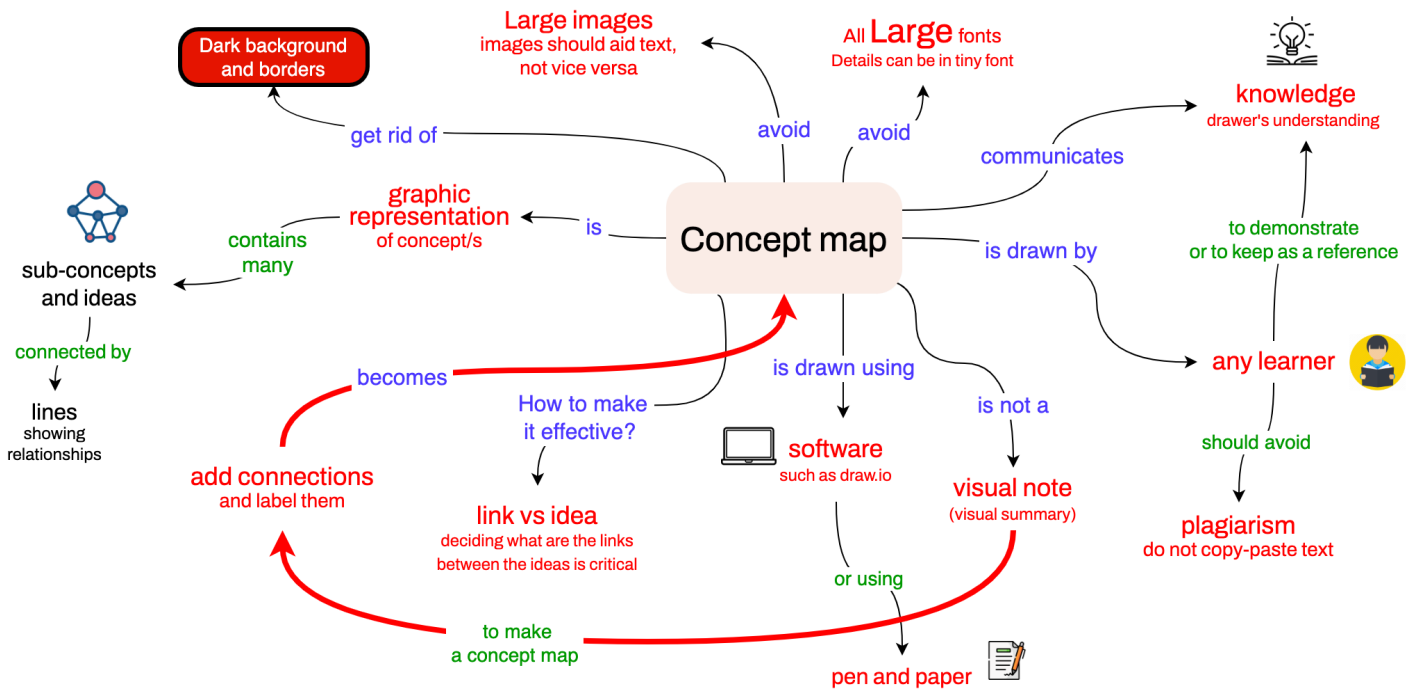 Dark background
and borders
Large images
images should aid text,
not vice versa
All Large fonts
Details can be in tiny font
knowledge
drawer's understanding
get rid of
avoid
avoid
communicates
graphic
representation
of concept/s
is
Concept map
is drawn by
to demonstrate
or to keep as a reference
contains
many
sub-concepts
and ideas
connected by
lines
showing
relationships
becomes
How to make
it effective?
is drawn using
is not a
any learner
should avoid
add connections
and label them
link vs idea
deciding what are the links
between the ideas is critical
software
such as draw.io
visual note
(visual summary)
plagiarism
do not copy-paste text
or using
to make
a concept map
pen and paper